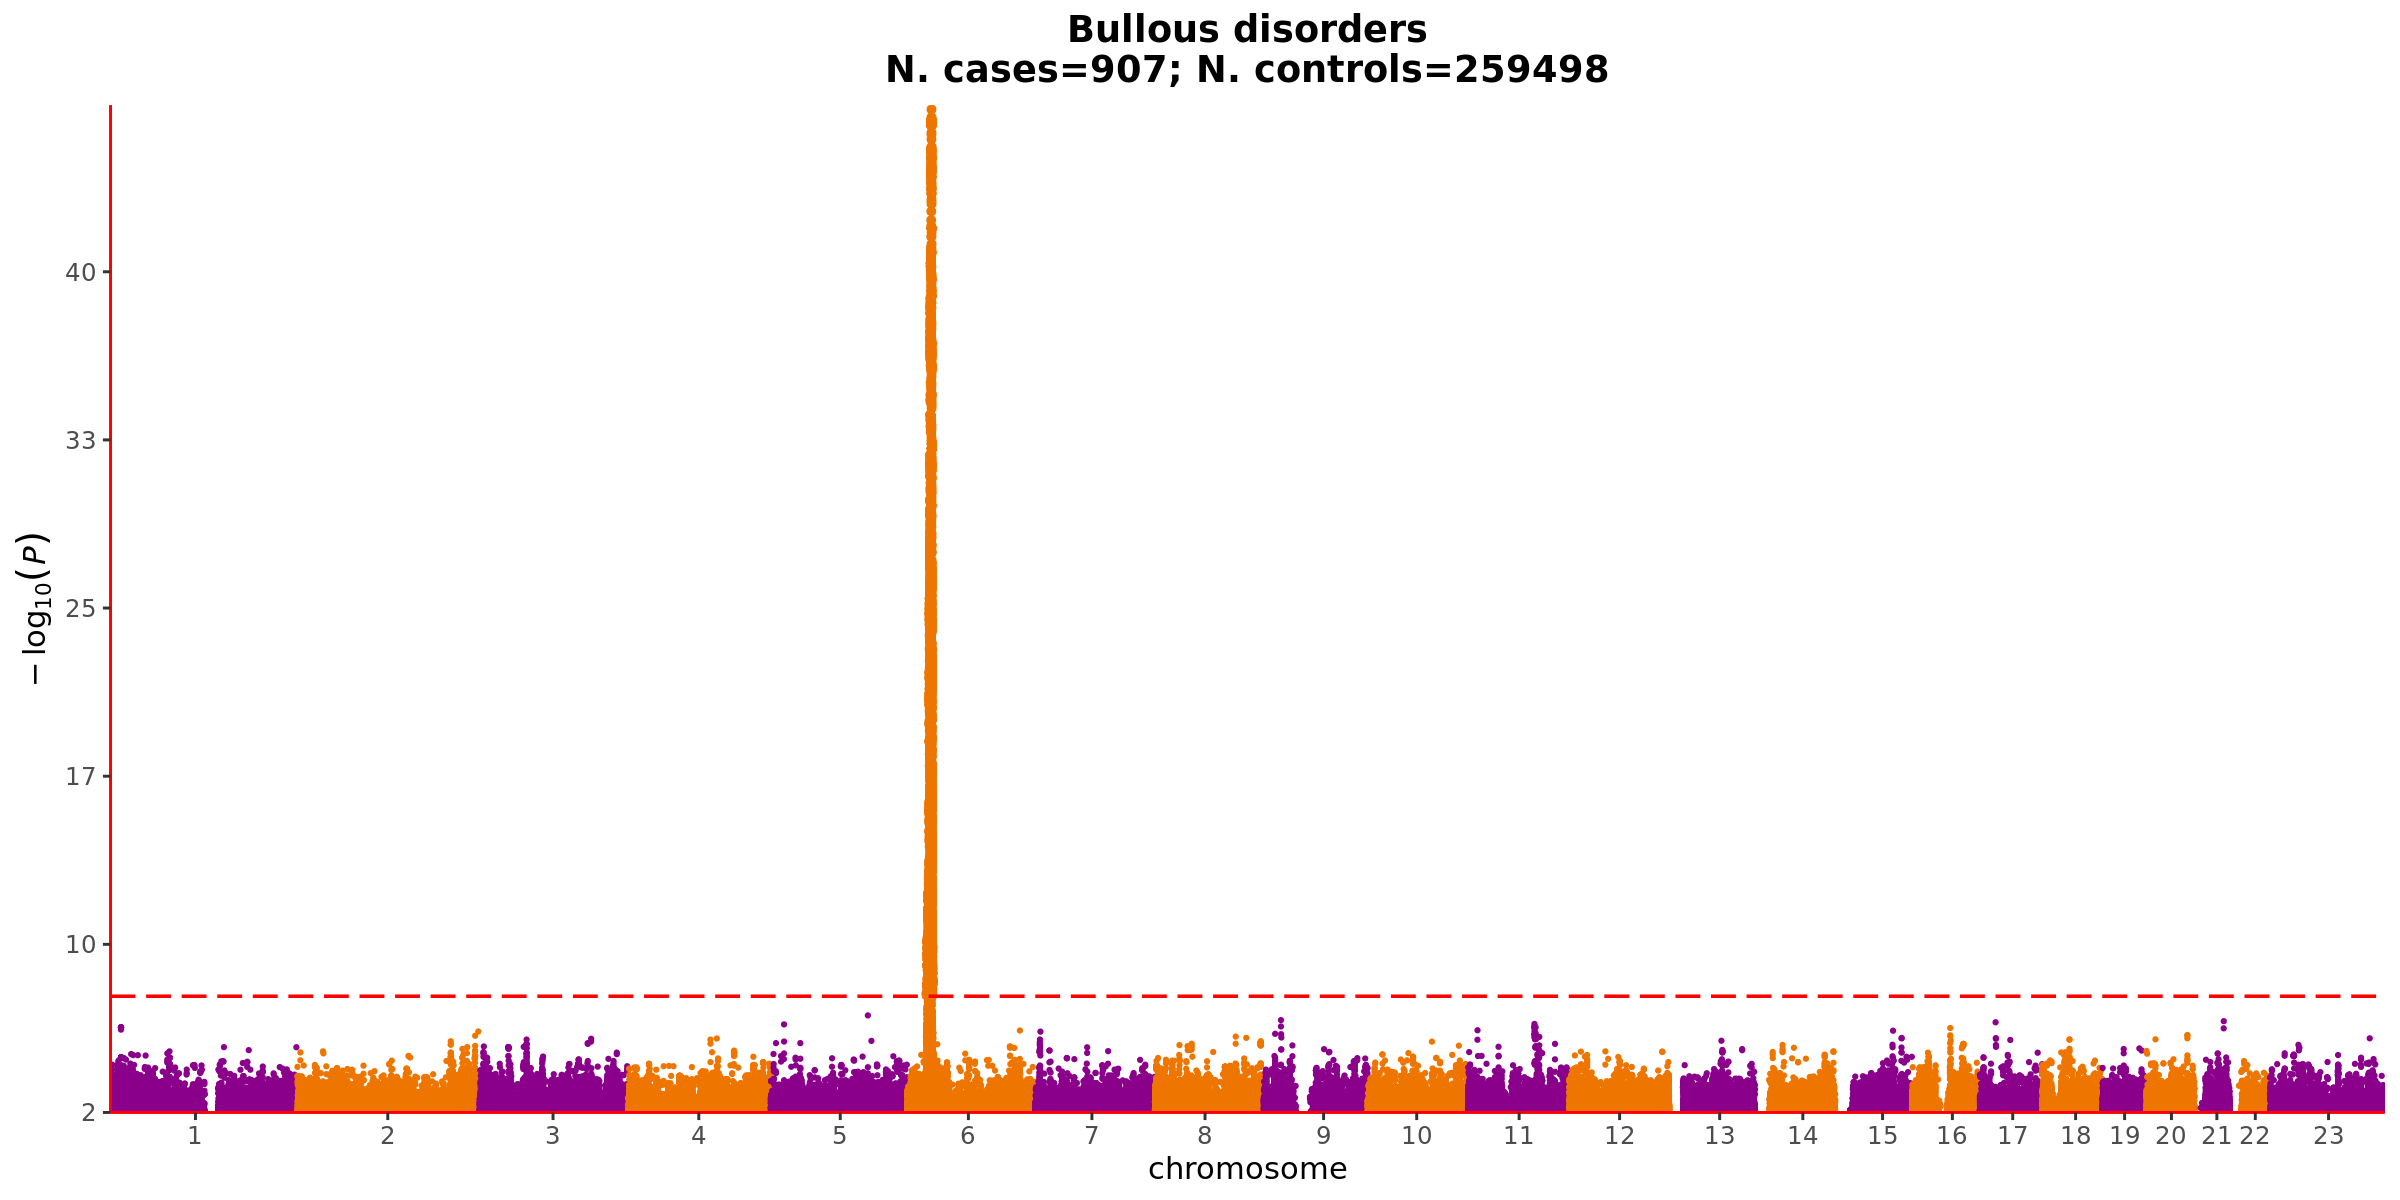 Bullous disorders
N. cases=907; N. controls=259498
40
33
25
17
10
2
−log10(P)
1 2 3 4 5 6 7 8 9 10 11 12 13 14 15 16 17 18 19 20 21 22 23
chromosome